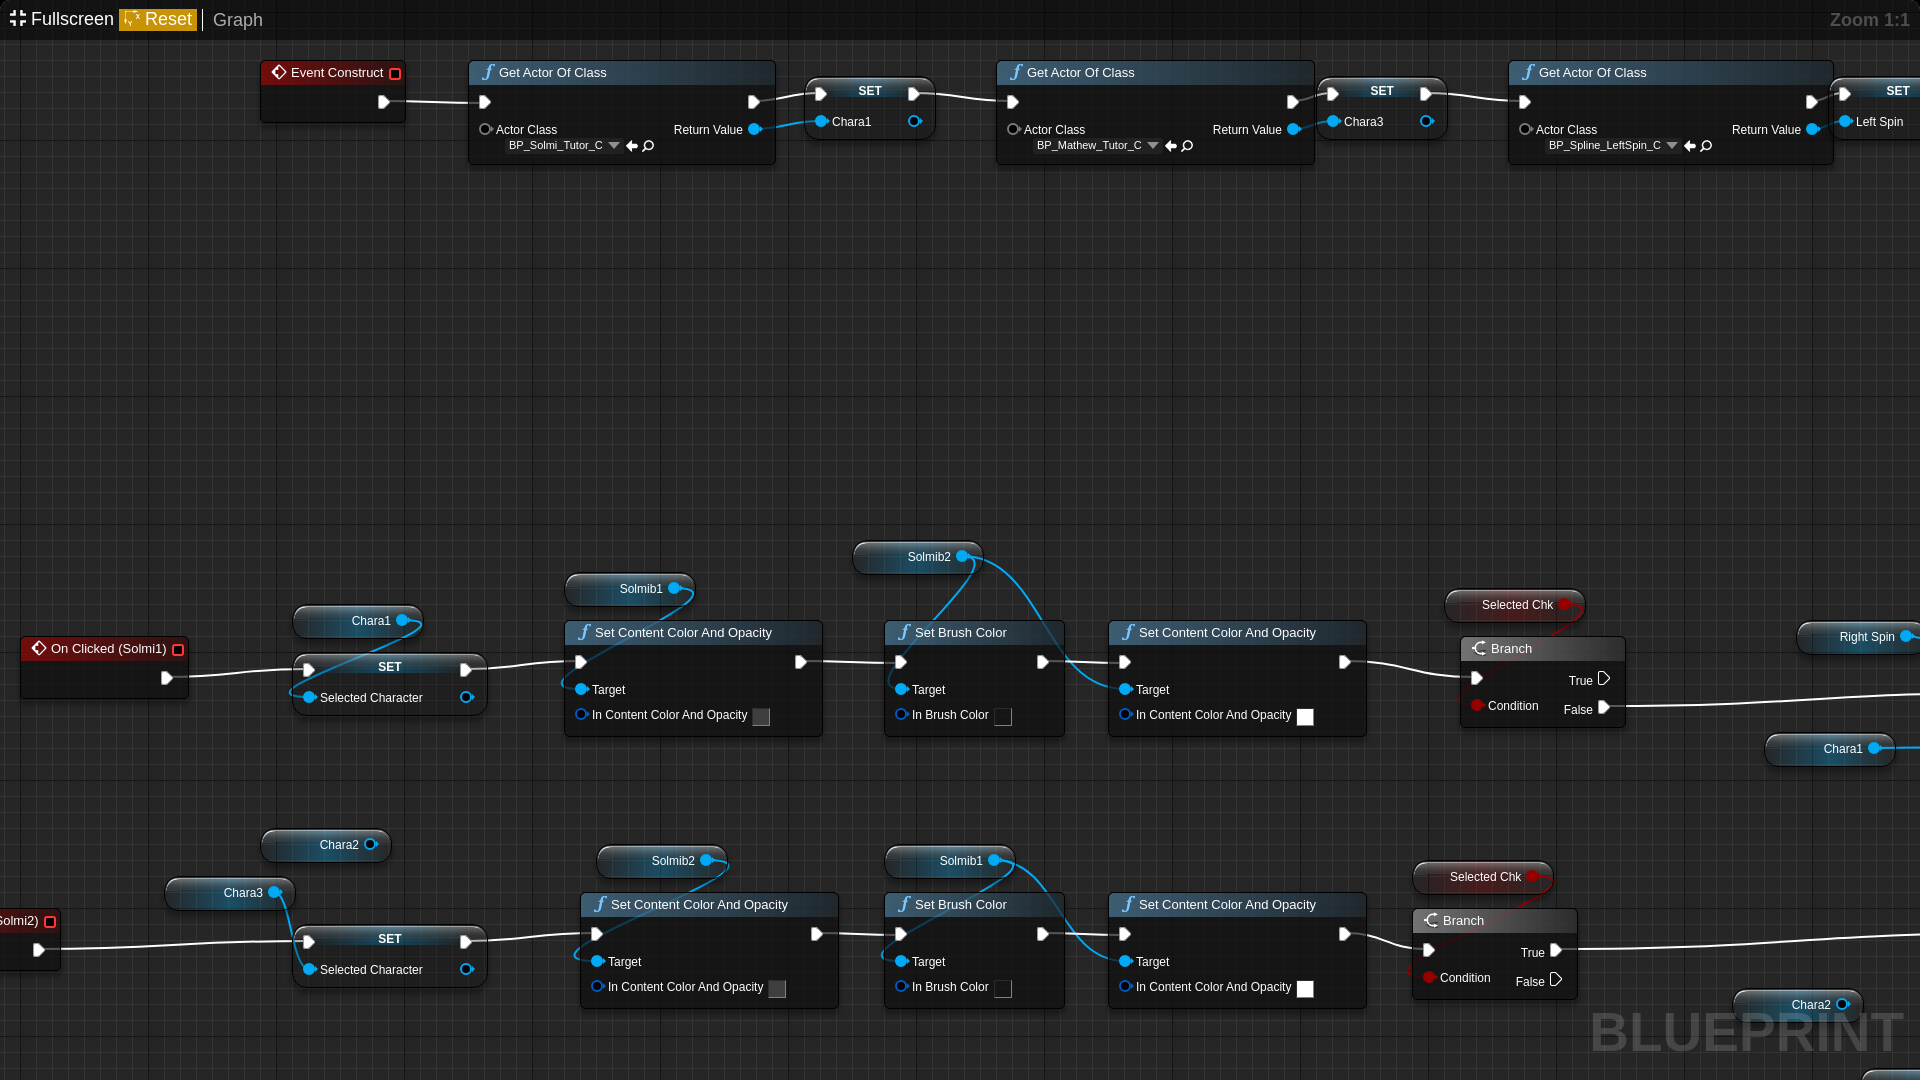 Fullscreen Reset Graph Zoom 1:1
Event Construct
Get Actor Of Class
Actor Class Return Value
BP_Solmi_Tutor_C
SET
Chara1
Get Actor Of Class
Actor Class Return Value
BP_Mathew_Tutor_C
SET
Chara3
Get Actor Of Class
Actor Class Return Value
BP_Spline_LeftSpin_C
SET
Left Spin
On Clicked (Solmi1)
Chara1
SET
Selected Character
Solmib1
Set Content Color And Opacity
Target
In Content Color And Opacity
Solmib2
Set Brush Color
Target
In Brush Color
Set Content Color And Opacity
Target
In Content Color And Opacity
Selected Chk
Branch
True
Condition False
Right Spin
Chara1
Solmi2)
Chara2
Chara3
SET
Selected Character
Solmib2
Set Content Color And Opacity
Target
In Content Color And Opacity
Solmib1
Set Brush Color
Target
In Brush Color
Set Content Color And Opacity
Target
In Content Color And Opacity
Selected Chk
Branch
True
Condition False
Chara2
BLUEPRINT